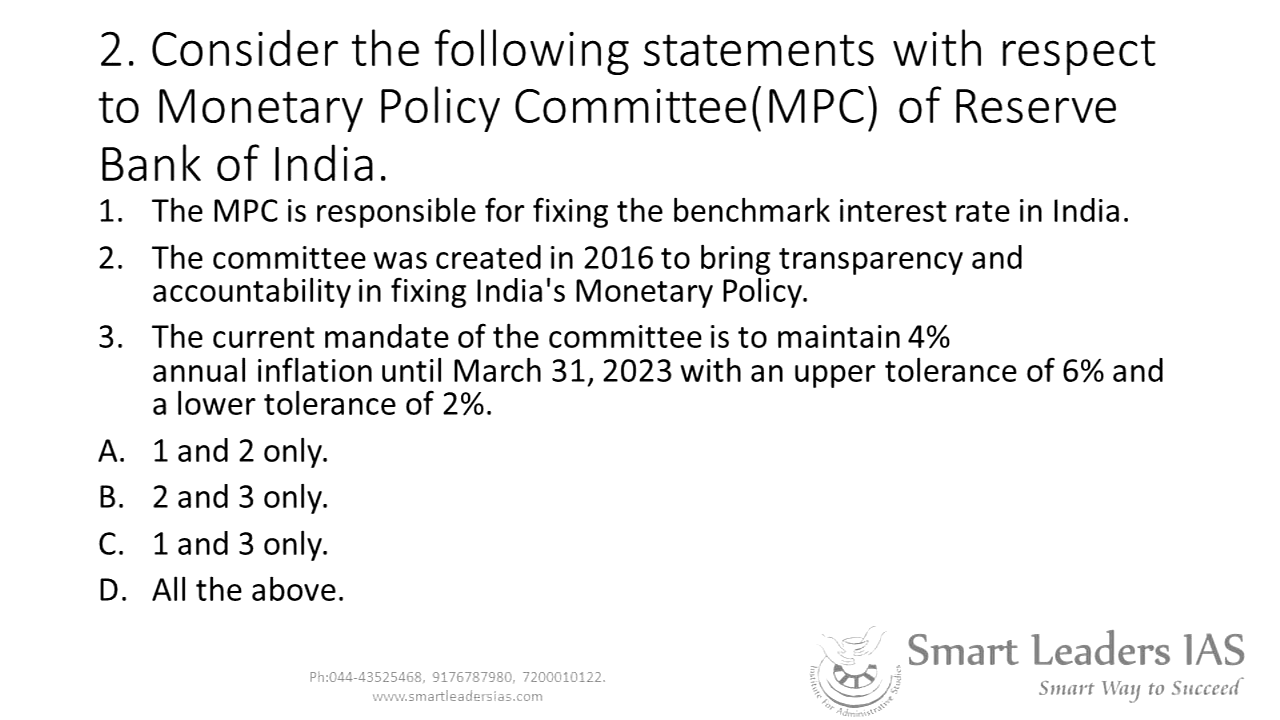 2. Consider the following statements with respect
to Monetary Policy Committee(MPC) of Reserve
Bank of India.
1. The MPC is responsible for fixing the benchmark interest rate in India.
2. The committee was created in 2016 to bring transparency and
accountability in fixing India's Monetary Policy.
3. The current mandate of the committee is to maintain 4%
annual inflation until March 31, 2023 with an upper tolerance of 6% and
a lower tolerance of 2%.
A. 1 and 2 only.
B. 2 and 3 only.
C. 1 and 3 only.
D. All the above.
Ph:044-43525468, 9176787980, 7200010122.
www.smartleadersias.com
Institute For Administrative Studies
Smart Leaders IAS
Smart Way to Succeed